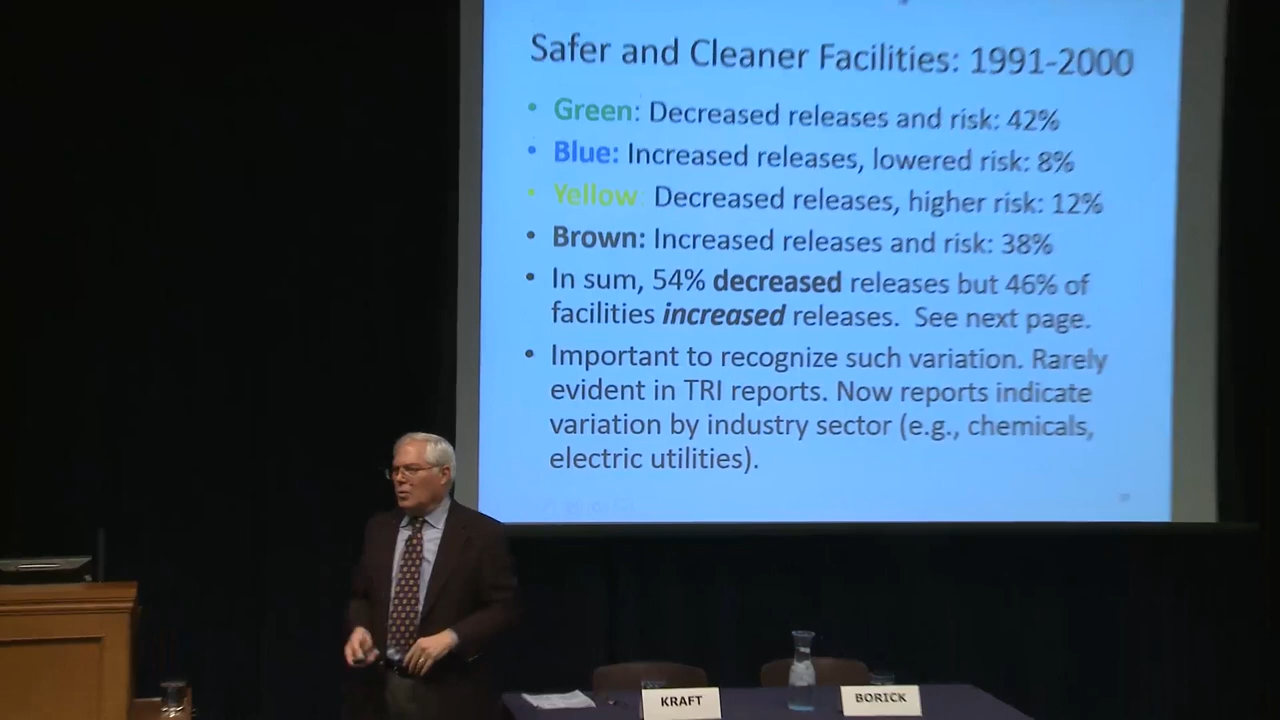 Safer and Cleaner Facilities: 1991-2000
• Green: Decreased releases and risk: 42%
• Blue: Increased releases, lowered risk: 8%
• Yellow: Decreased releases, higher risk: 12%
• Brown: Increased releases and risk: 38%
• In sum, 54% decreased releases but 46% of
facilities increased releases. See next page.
• Important to recognize such variation. Rarely
evident in TRI reports. Now reports indicate
variation by industry sector (e.g., chemicals,
electric utilities).
KRAFT
BORICK